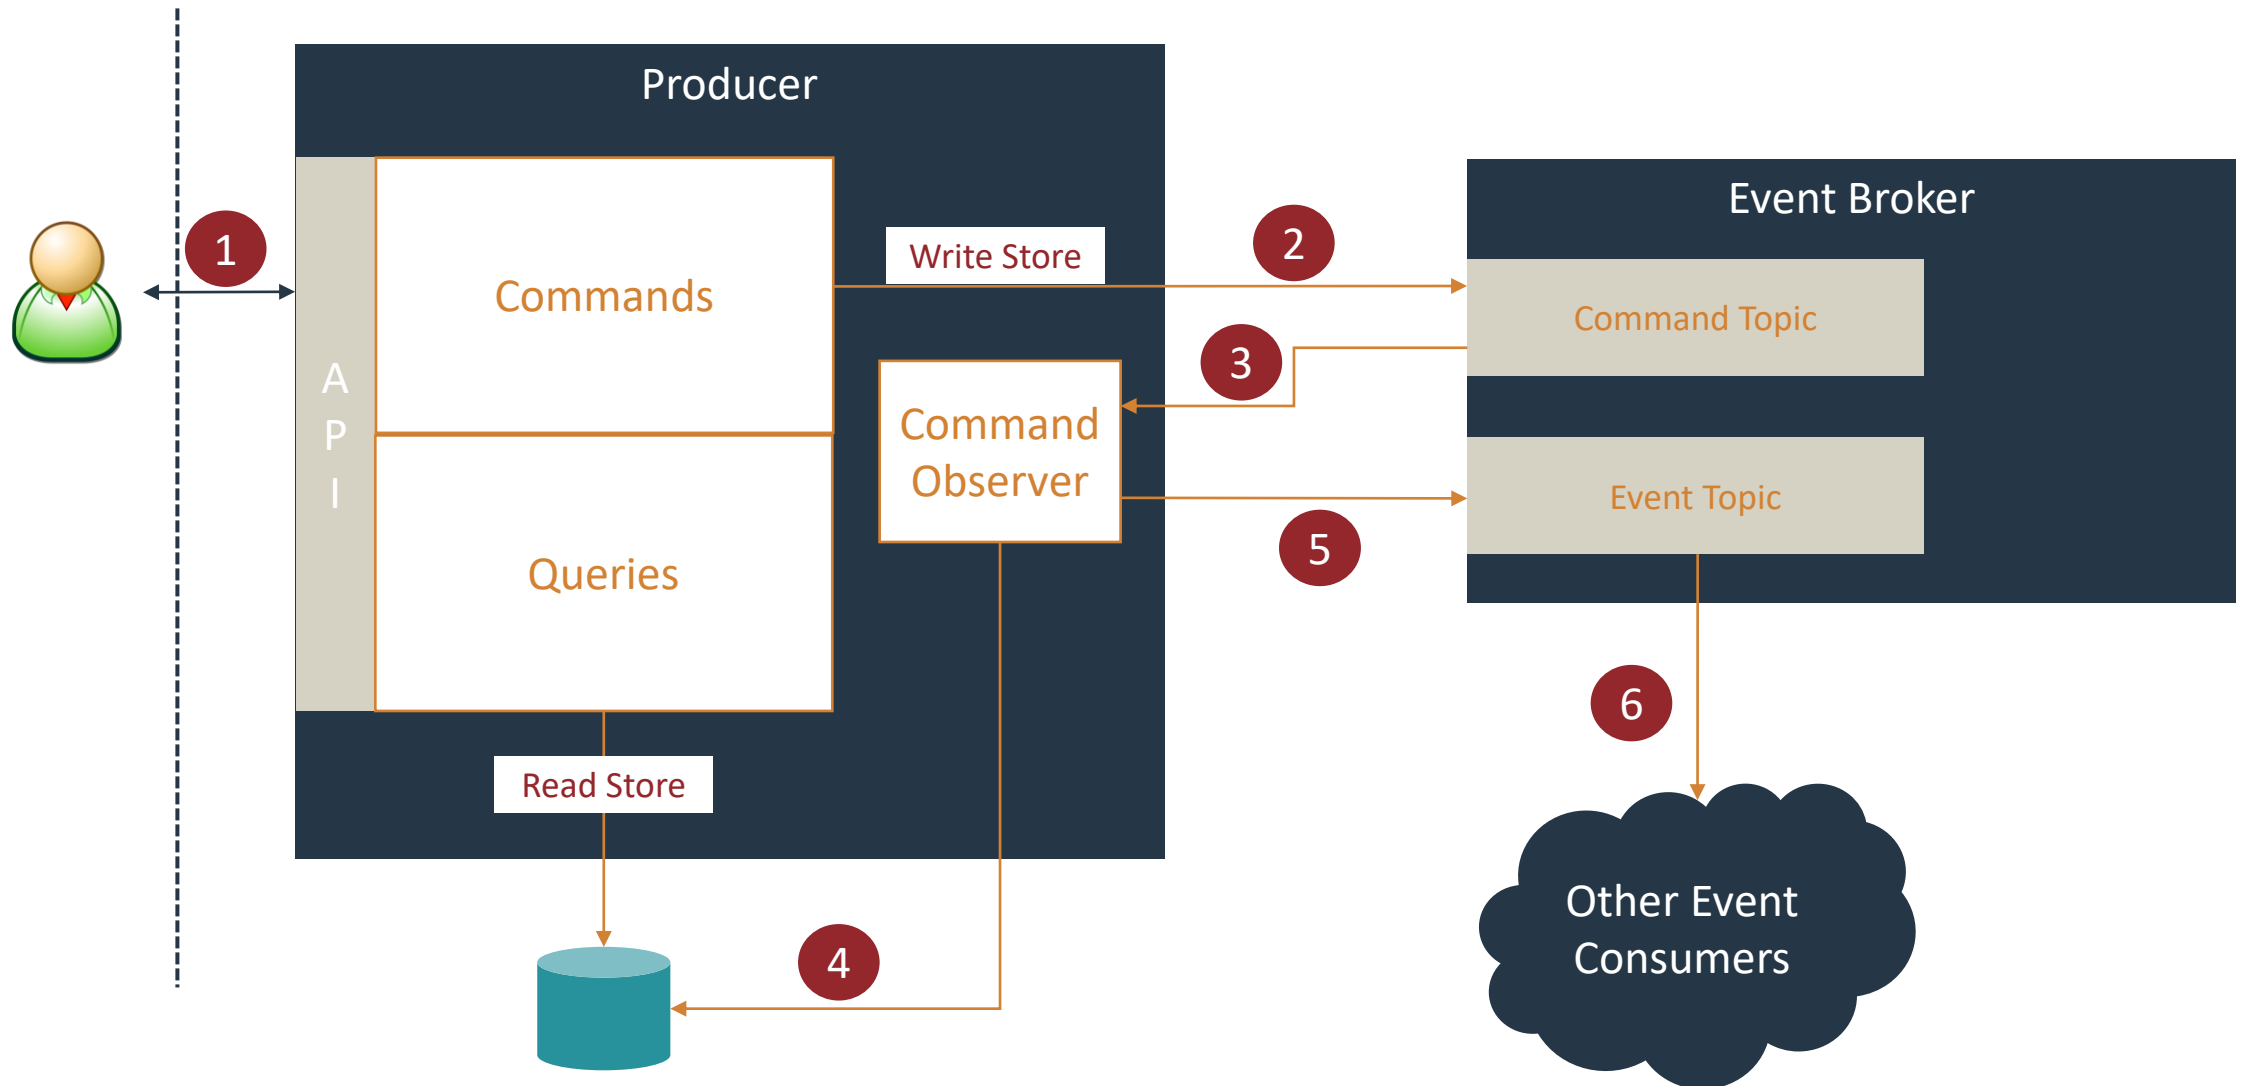 Producer
Event Broker
1
2
Write Store
Commands
Command Topic
3
A
P
I
Command
Observer
Event Topic
5
Queries
6
Read Store
4
Other Event
Consumers